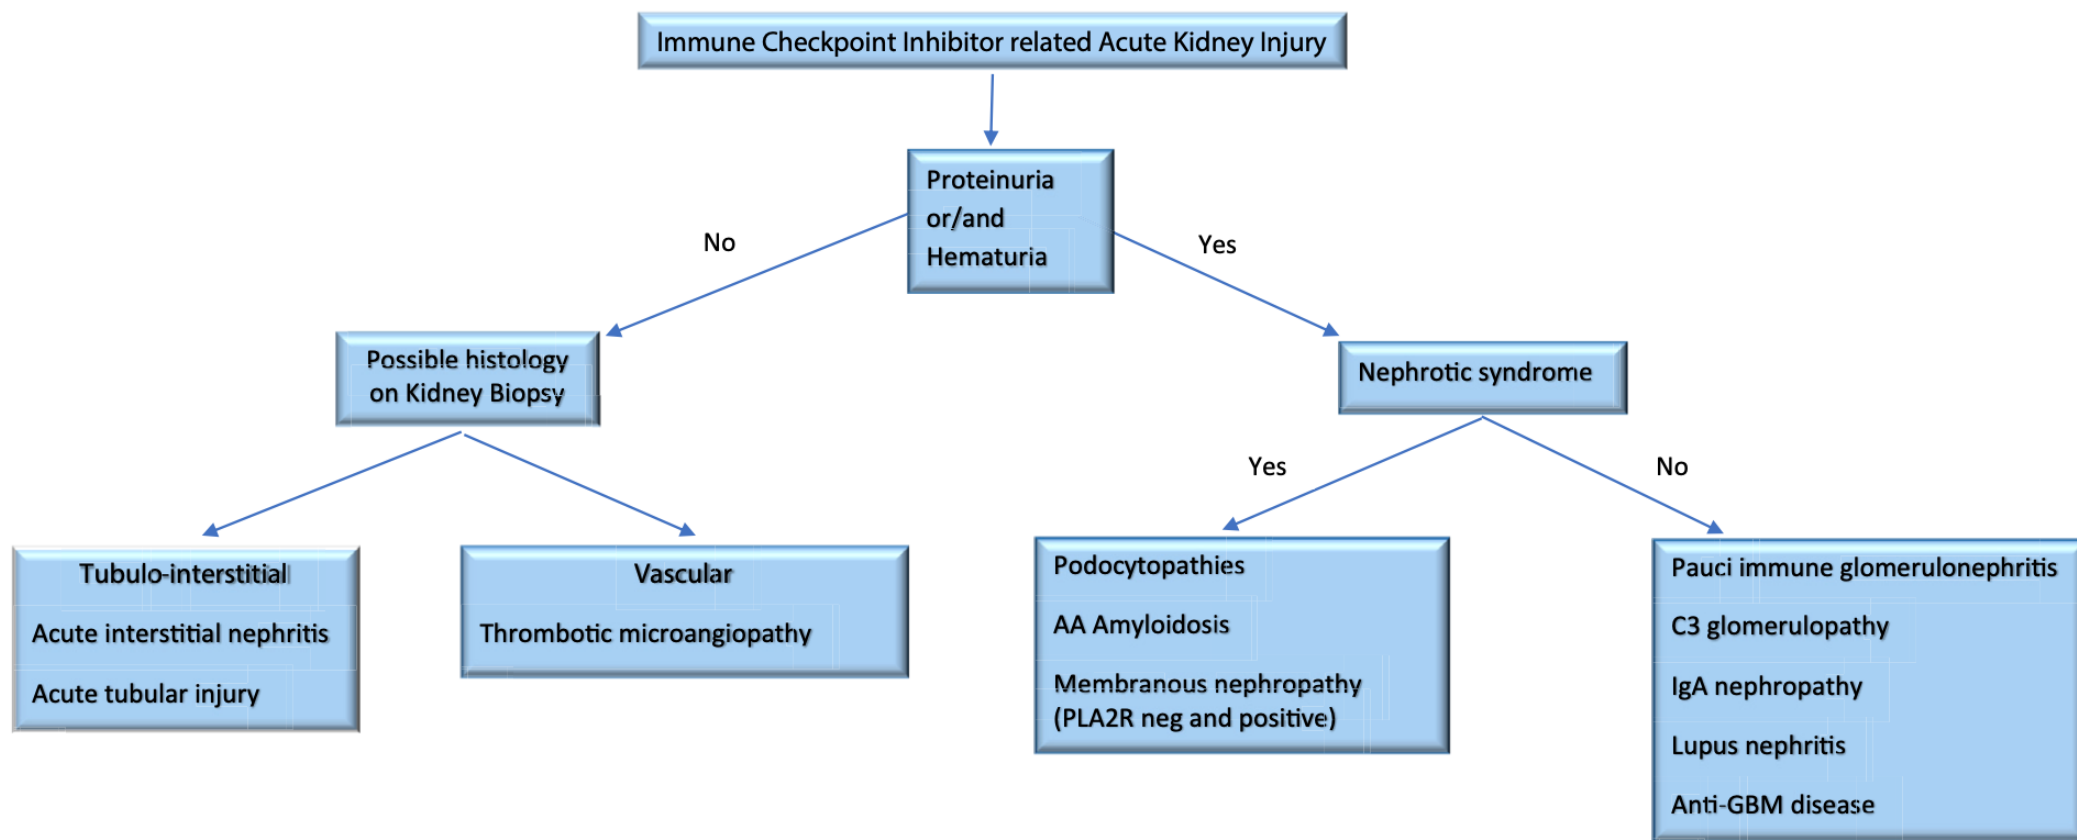 Immune Checkpoint Inhibitor related Acute Kidney Injury
Proteinuria
or/and
Hematuria
No
Yes
Possible histology
on Kidney Biopsy
Nephrotic syndrome
Yes
No
Tubulo-interstitial
Acute interstitial nephritis
Acute tubular injury
Vascular
Thrombotic microangiopathy
Podocytopathies
AA Amyloidosis
Membranous nephropathy
(PLA2R neg and positive)
Pauci immune glomerulonephritis
C3 glomerulopathy
IgA nephropathy
Lupus nephritis
Anti-GBM disease